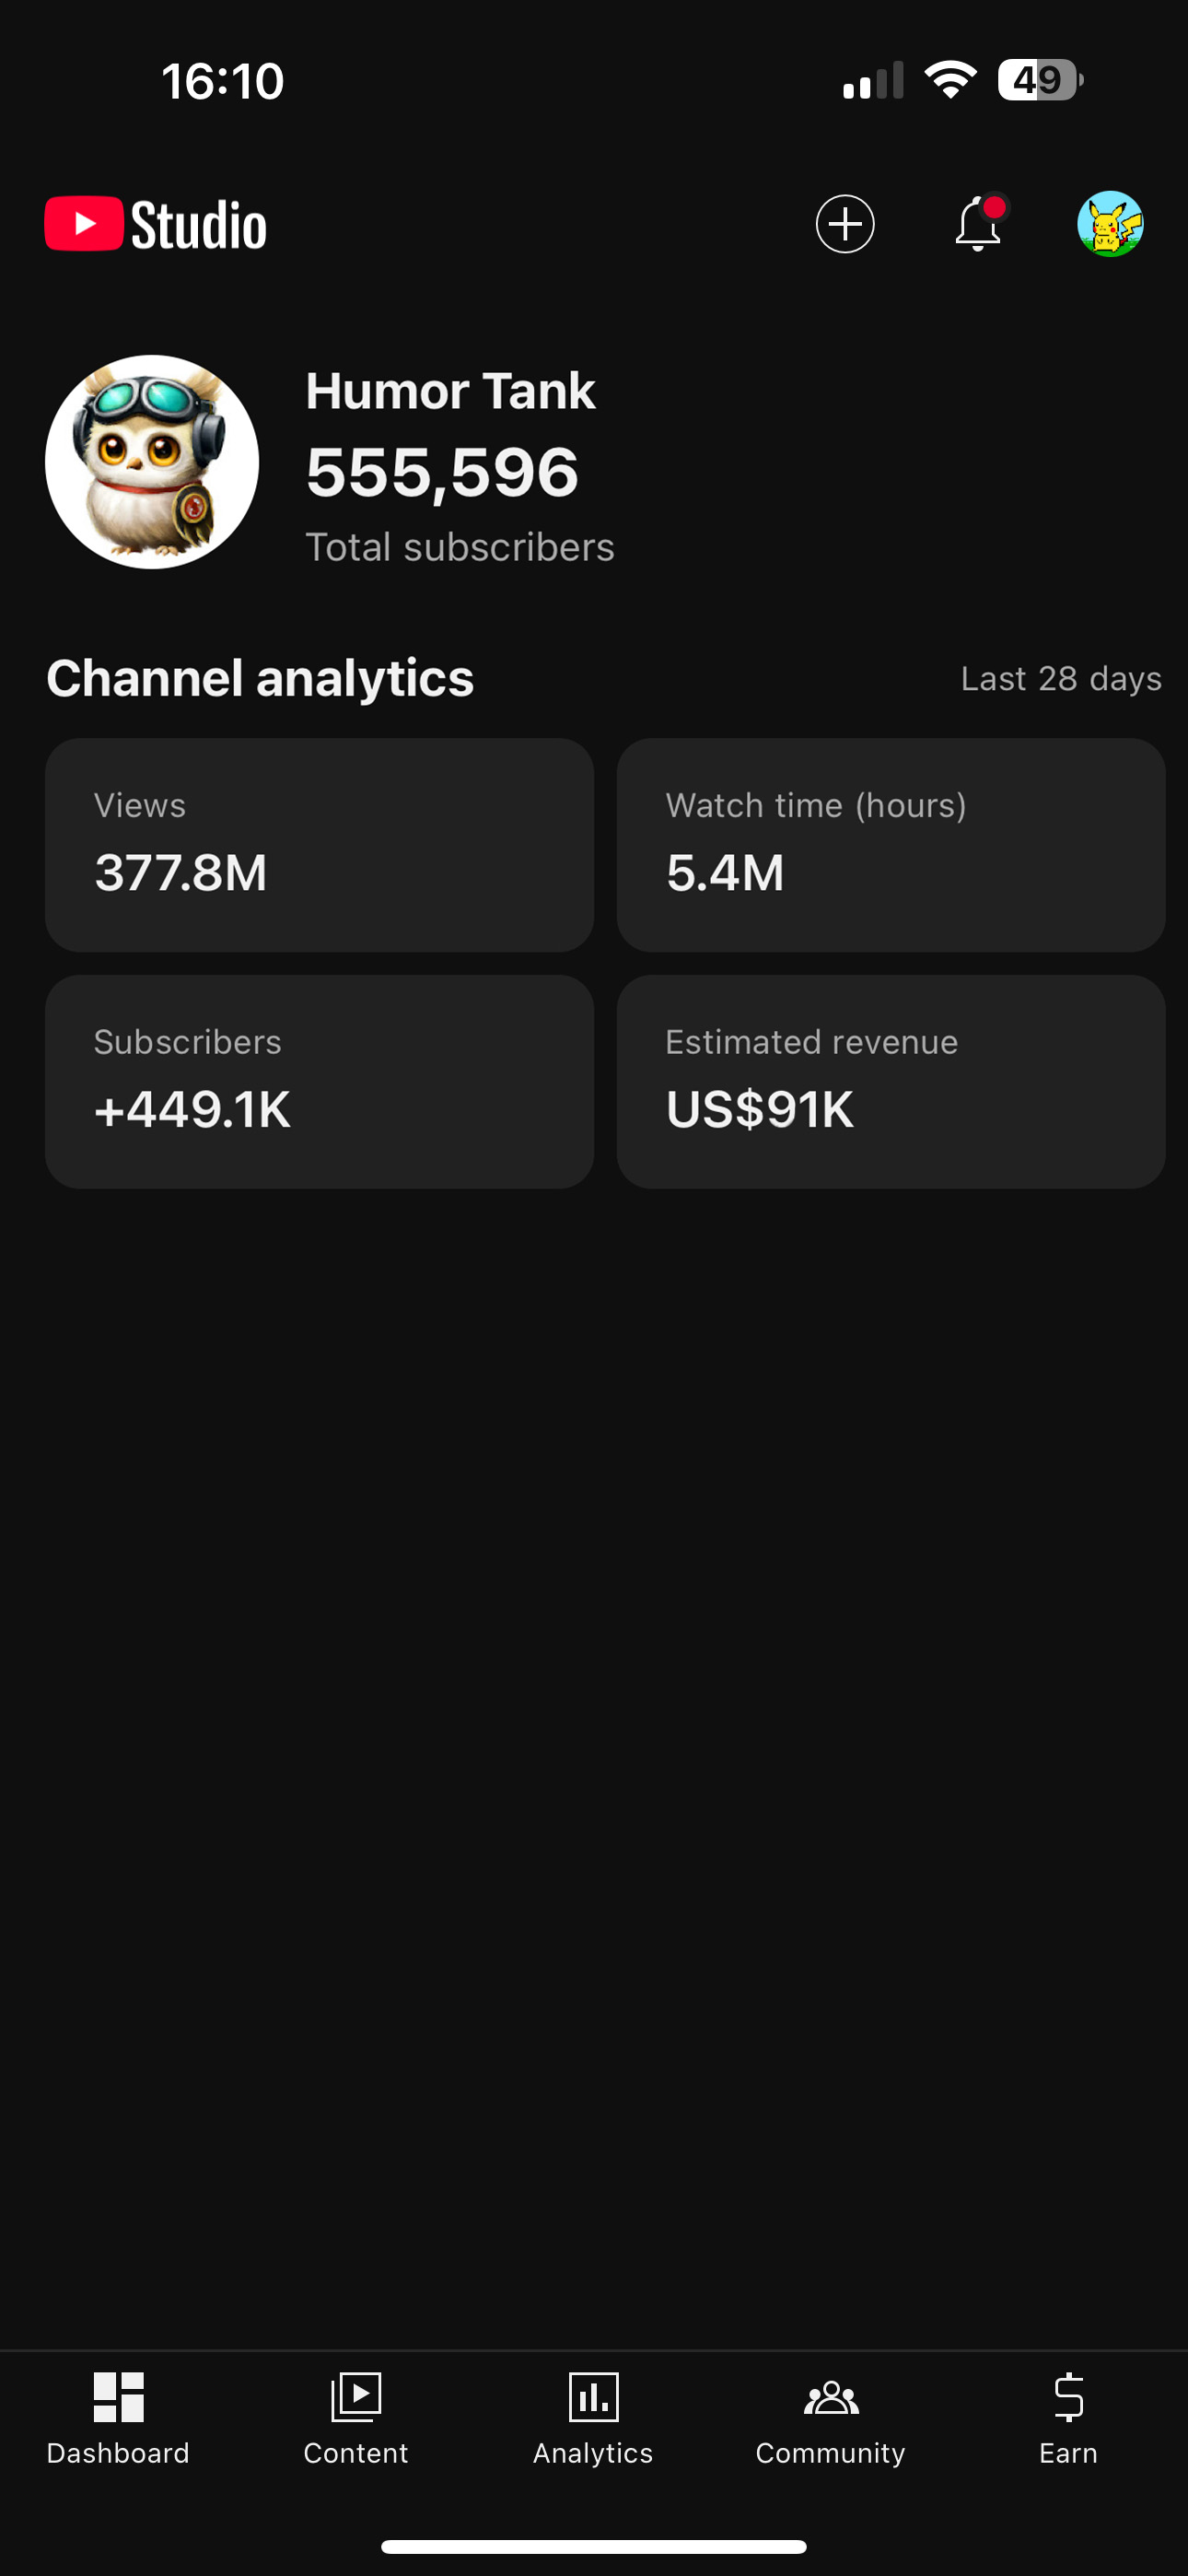 16:10
49
Studio
Humor Tank
555,596
Total subscribers
Channel analytics
Last 28 days
Views
377.8M
Watch time (hours)
5.4M
Subscribers
+449.1K
Estimated revenue
US$91K
Dashboard
Content
Analytics
Community
Earn